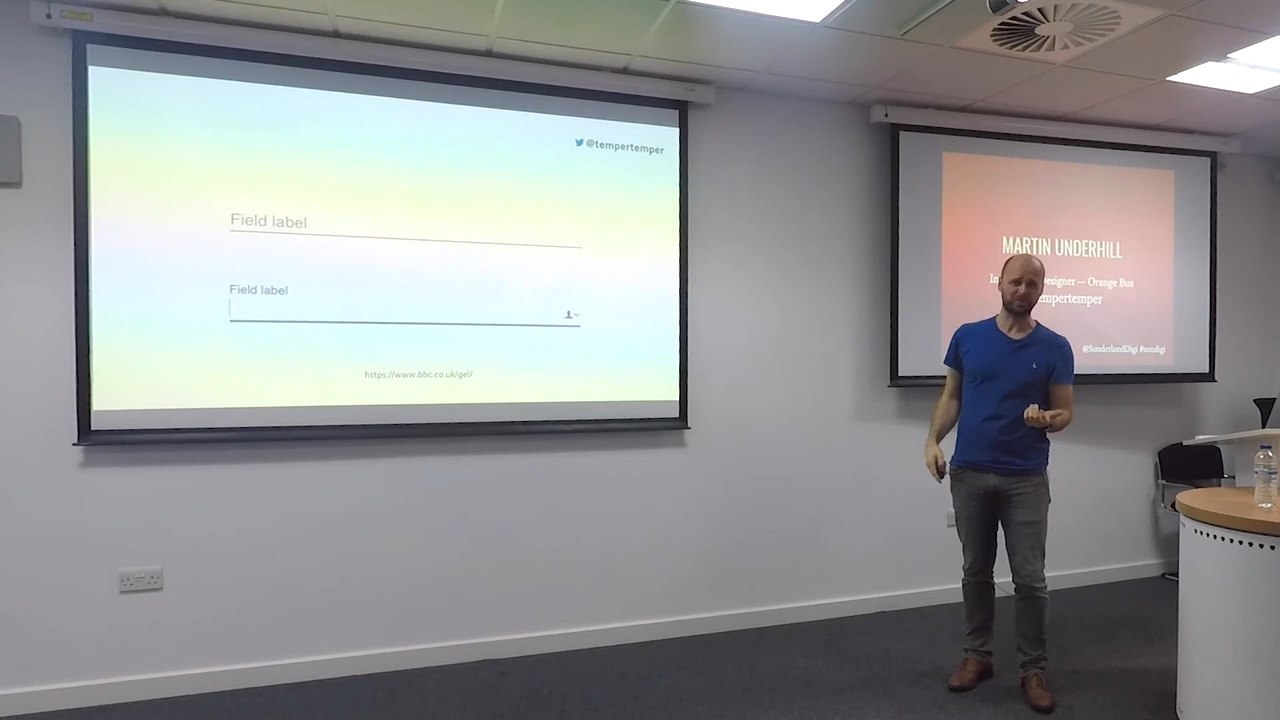 @tempertemper
Field label
Field label
https://www.bbc.co.uk/gel/
MARTIN UNDERHILL
esigner — Orange Bus
empertemper
@SunderlandDigi #sundigi